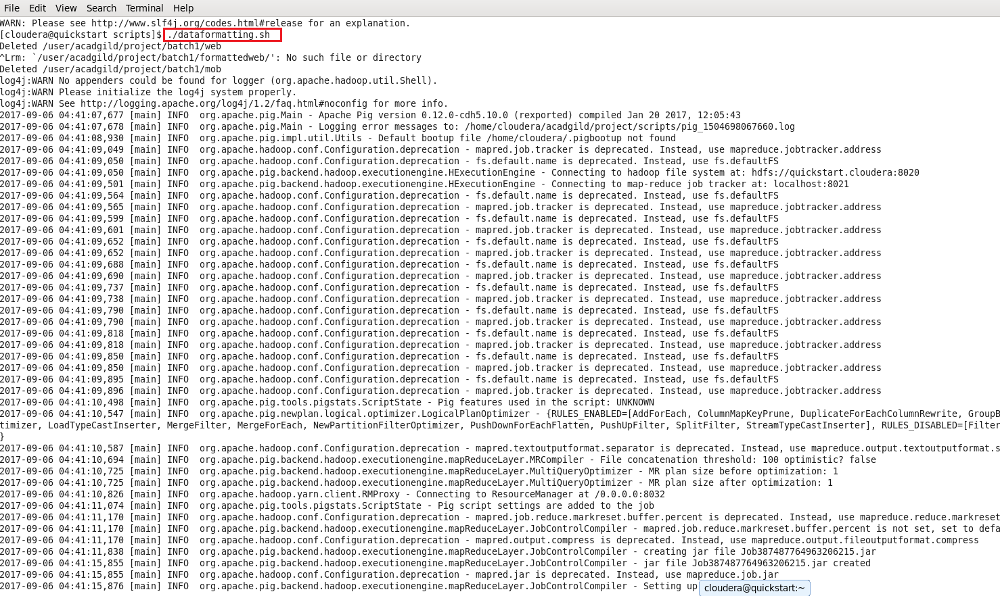 File Edit View Search Terminal Help
WARN: Please see http://www.slf4j.org/codes.html#release for an explanation.
[cloudera@quickstart scripts]$ ./dataformatting.sh
Deleted /user/acadgild/project/batch1/web
^Lrm: `/user/acadgild/project/batch1/formattedweb/': No such file or directory
Deleted /user/acadgild/project/batch1/mob
log4j:WARN No appenders could be found for logger (org.apache.hadoop.util.Shell).
log4j:WARN Please initialize the log4j system properly.
log4j:WARN See http://logging.apache.org/log4j/1.2/faq.html#noconfig for more info.
2017-09-06 04:41:07,677 [main] INFO  org.apache.pig.Main - Apache Pig version 0.12.0-cdh5.10.0 (rexported) compiled Jan 20 2017, 12:05:43
2017-09-06 04:41:07,678 [main] INFO  org.apache.pig.Main - Logging error messages to: /home/cloudera/acadgild/project/scripts/pig_1504698067660.log
2017-09-06 04:41:08,930 [main] INFO  org.apache.pig.impl.util.Utils - Default bootup file /home/cloudera/.pigbootup not found
2017-09-06 04:41:09,049 [main] INFO  org.apache.hadoop.conf.Configuration.deprecation - mapred.job.tracker is deprecated. Instead, use mapreduce.jobtracker.address
2017-09-06 04:41:09,050 [main] INFO  org.apache.hadoop.conf.Configuration.deprecation - fs.default.name is deprecated. Instead, use fs.defaultFS
2017-09-06 04:41:09,050 [main] INFO  org.apache.pig.backend.hadoop.executionengine.HExecutionEngine - Connecting to hadoop file system at: hdfs://quickstart.cloudera:8020
2017-09-06 04:41:09,501 [main] INFO  org.apache.pig.backend.hadoop.executionengine.HExecutionEngine - Connecting to map-reduce job tracker at: localhost:8021
2017-09-06 04:41:09,564 [main] INFO  org.apache.hadoop.conf.Configuration.deprecation - fs.default.name is deprecated. Instead, use fs.defaultFS
2017-09-06 04:41:09,565 [main] INFO  org.apache.hadoop.conf.Configuration.deprecation - mapred.job.tracker is deprecated. Instead, use mapreduce.jobtracker.address
2017-09-06 04:41:09,599 [main] INFO  org.apache.hadoop.conf.Configuration.deprecation - fs.default.name is deprecated. Instead, use fs.defaultFS
2017-09-06 04:41:09,601 [main] INFO  org.apache.hadoop.conf.Configuration.deprecation - mapred.job.tracker is deprecated. Instead, use mapreduce.jobtracker.address
2017-09-06 04:41:09,652 [main] INFO  org.apache.hadoop.conf.Configuration.deprecation - fs.default.name is deprecated. Instead, use fs.defaultFS
2017-09-06 04:41:09,652 [main] INFO  org.apache.hadoop.conf.Configuration.deprecation - mapred.job.tracker is deprecated. Instead, use mapreduce.jobtracker.address
2017-09-06 04:41:09,688 [main] INFO  org.apache.hadoop.conf.Configuration.deprecation - fs.default.name is deprecated. Instead, use fs.defaultFS
2017-09-06 04:41:09,690 [main] INFO  org.apache.hadoop.conf.Configuration.deprecation - mapred.job.tracker is deprecated. Instead, use mapreduce.jobtracker.address
2017-09-06 04:41:09,737 [main] INFO  org.apache.hadoop.conf.Configuration.deprecation - fs.default.name is deprecated. Instead, use fs.defaultFS
2017-09-06 04:41:09,738 [main] INFO  org.apache.hadoop.conf.Configuration.deprecation - mapred.job.tracker is deprecated. Instead, use mapreduce.jobtracker.address
2017-09-06 04:41:09,790 [main] INFO  org.apache.hadoop.conf.Configuration.deprecation - fs.default.name is deprecated. Instead, use fs.defaultFS
2017-09-06 04:41:09,790 [main] INFO  org.apache.hadoop.conf.Configuration.deprecation - mapred.job.tracker is deprecated. Instead, use mapreduce.jobtracker.address
2017-09-06 04:41:09,818 [main] INFO  org.apache.hadoop.conf.Configuration.deprecation - fs.default.name is deprecated. Instead, use fs.defaultFS
2017-09-06 04:41:09,818 [main] INFO  org.apache.hadoop.conf.Configuration.deprecation - mapred.job.tracker is deprecated. Instead, use mapreduce.jobtracker.address
2017-09-06 04:41:09,850 [main] INFO  org.apache.hadoop.conf.Configuration.deprecation - fs.default.name is deprecated. Instead, use fs.defaultFS
2017-09-06 04:41:09,850 [main] INFO  org.apache.hadoop.conf.Configuration.deprecation - mapred.job.tracker is deprecated. Instead, use mapreduce.jobtracker.address
2017-09-06 04:41:09,895 [main] INFO  org.apache.hadoop.conf.Configuration.deprecation - fs.default.name is deprecated. Instead, use fs.defaultFS
2017-09-06 04:41:09,896 [main] INFO  org.apache.hadoop.conf.Configuration.deprecation - mapred.job.tracker is deprecated. Instead, use mapreduce.jobtracker.address
2017-09-06 04:41:10,498 [main] INFO  org.apache.pig.tools.pigstats.ScriptState - Pig features used in the script: UNKNOWN
2017-09-06 04:41:10,547 [main] INFO  org.apache.pig.newplan.logical.optimizer.LogicalPlanOptimizer - {RULES_ENABLED=[AddForEach, ColumnMapKeyPrune, DuplicateForEachColumnRewrite, GroupB
timizer, LoadTypeCastInserter, MergeFilter, MergeForEach, NewPartitionFilterOptimizer, PushDownForEachFlatten, PushUpFilter, SplitFilter, StreamTypeCastInserter], RULES_DISABLED=[Filter
}
2017-09-06 04:41:10,587 [main] INFO  org.apache.hadoop.conf.Configuration.deprecation - mapred.textoutputformat.separator is deprecated. Instead, use mapreduce.output.textoutputformat.s
2017-09-06 04:41:10,694 [main] INFO  org.apache.pig.backend.hadoop.executionengine.mapReduceLayer.MRCompiler - File concatenation threshold: 100 optimistic? false
2017-09-06 04:41:10,725 [main] INFO  org.apache.pig.backend.hadoop.executionengine.mapReduceLayer.MultiQueryOptimizer - MR plan size before optimization: 1
2017-09-06 04:41:10,725 [main] INFO  org.apache.pig.backend.hadoop.executionengine.mapReduceLayer.MultiQueryOptimizer - MR plan size after optimization: 1
2017-09-06 04:41:10,826 [main] INFO  org.apache.hadoop.yarn.client.RMProxy - Connecting to ResourceManager at /0.0.0.0:8032
2017-09-06 04:41:11,074 [main] INFO  org.apache.pig.tools.pigstats.ScriptState - Pig script settings are added to the job
2017-09-06 04:41:11,170 [main] INFO  org.apache.hadoop.conf.Configuration.deprecation - mapred.job.reduce.markreset.buffer.percent is deprecated. Instead, use mapreduce.reduce.markreset
2017-09-06 04:41:11,170 [main] INFO  org.apache.pig.backend.hadoop.executionengine.mapReduceLayer.JobControlCompiler - mapred.job.reduce.markreset.buffer.percent is not set, set to defa
2017-09-06 04:41:11,170 [main] INFO  org.apache.hadoop.conf.Configuration.deprecation - mapred.output.compress is deprecated. Instead, use mapreduce.output.fileoutputformat.compress
2017-09-06 04:41:11,838 [main] INFO  org.apache.pig.backend.hadoop.executionengine.mapReduceLayer.JobControlCompiler - creating jar file Job387487764963206215.jar
2017-09-06 04:41:15,855 [main] INFO  org.apache.pig.backend.hadoop.executionengine.mapReduceLayer.JobControlCompiler - jar file Job387487764963206215.jar created
2017-09-06 04:41:15,855 [main] INFO  org.apache.hadoop.conf.Configuration.deprecation - mapred.jar is deprecated. Instead, use mapreduce.job.jar
2017-09-06 04:41:15,876 [main] INFO  org.apache.pig.backend.hadoop.executionengine.mapReduceLayer.JobControlCompiler - Setting up
cloudera@quickstart:~